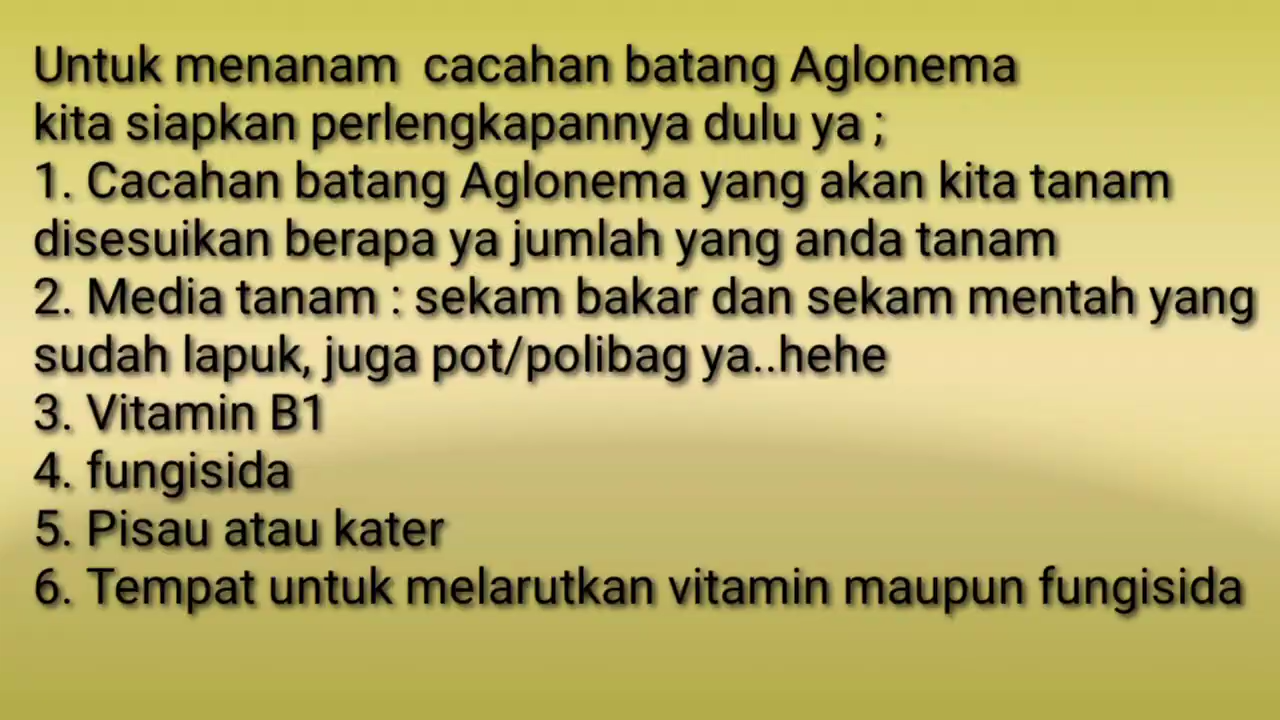 Untuk menanam  cacahan batang Aglonema
kita siapkan perlengkapannya dulu ya ;
1. Cacahan batang Aglonema yang akan kita tanam
disesuikan berapa ya jumlah yang anda tanam
2. Media tanam : sekam bakar dan sekam mentah yang
sudah lapuk, juga pot/polibag ya..hehe
3. Vitamin B1
4. fungisida
5. Pisau atau kater
6. Tempat untuk melarutkan vitamin maupun fungisida